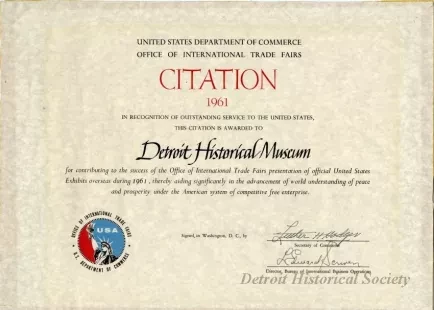 UNITED STATES DEPARTMENT OF COMMERCE
OFFICE OF INTERNATIONAL TRADE FAIRS
CITATION
1961
IN RECOGNITION OF OUTSTANDING SERVICE TO THE UNITED STATES,
THIS CITATION IS AWARDED TO
Detroit Historical Museum
for contributing to the success of the Office of International Trade Fairs presentation of official United States
Exhibits overseas during 1961, thereby aiding significantly in the advancement of world understanding of peace
and prosperity under the American system of competitive free enterprise.
OFFICE OF INTERNATIONAL TRADE FAIRS
USA
U.S. DEPARTMENT OF COMMERCE
Signed, in Washington, D. C., by
Luther H. Hodges
Secretary of Commerce
Director, Bureau of International Business Operations
Detroit Historical Society